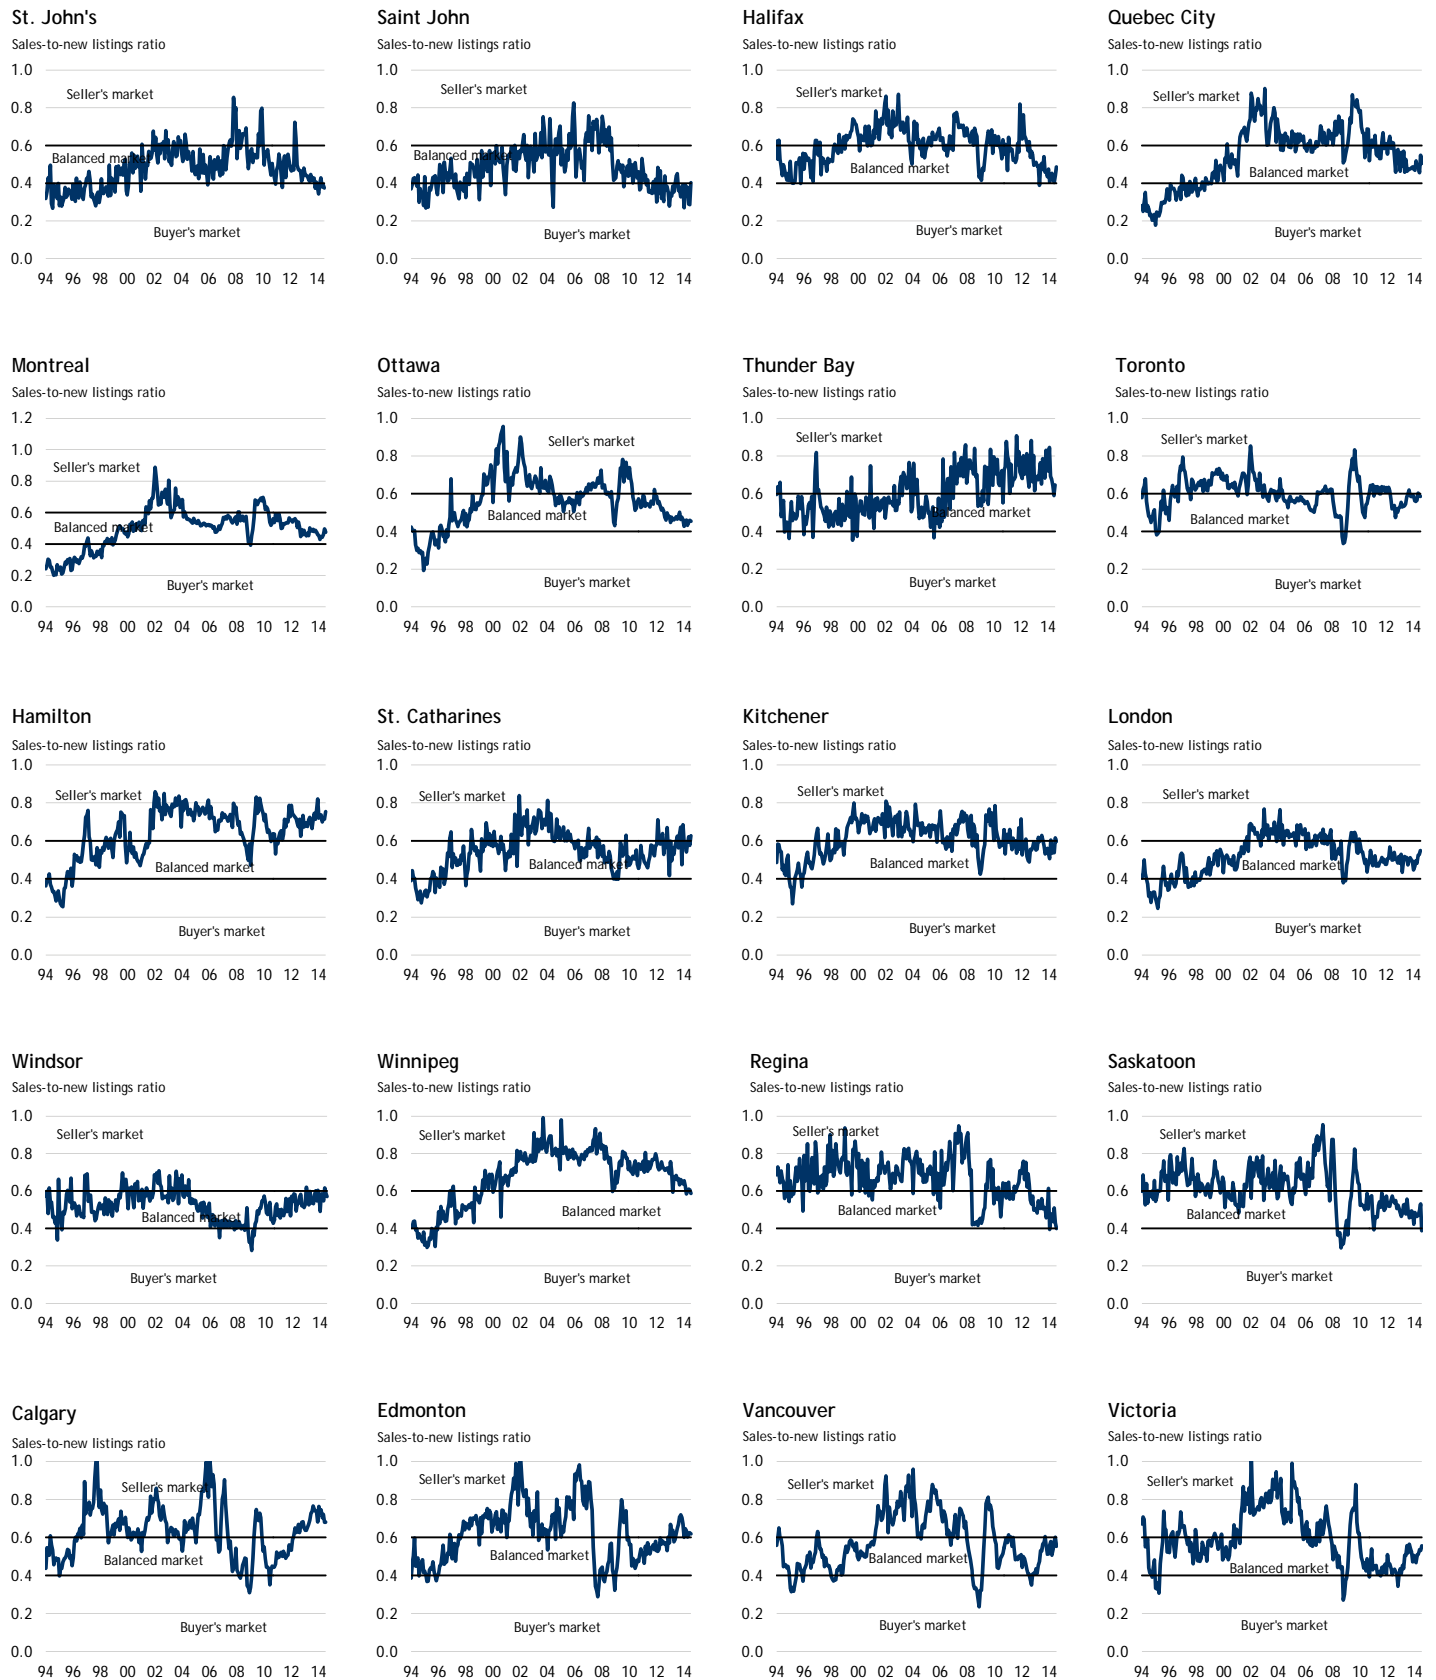 St. John's
Sales-to-new listings ratio
1.0
Seller's market
0.8
0.6
Balanced market
0.4
0.2
Buyer's market
0.0
94 96 98 00 02 04 06 08 10 12 14
Saint John
Sales-to-new listings ratio
1.0
Seller's market
0.8
0.6
Balanced market
0.4
0.2
Buyer's market
0.0
94 96 98 00 02 04 06 08 10 12 14
Halifax
Sales-to-new listings ratio
1.0
Seller's market
0.8
0.6
Balanced market
0.4
0.2
Buyer's market
0.0
94 96 98 00 02 04 06 08 10 12 14
Quebec City
Sales-to-new listings ratio
1.0
Seller's market
0.8
0.6
Balanced market
0.4
0.2
Buyer's market
0.0
94 96 98 00 02 04 06 08 10 12 14
Montreal
Sales-to-new listings ratio
1.2
1.0
Seller's market
0.8
0.6
Balanced market
0.4
0.2
Buyer's market
0.0
94 96 98 00 02 04 06 08 10 12 14
Ottawa
Sales-to-new listings ratio
1.0
Seller's market
0.8
0.6
Balanced market
0.4
0.2
Buyer's market
0.0
94 96 98 00 02 04 06 08 10 12 14
Thunder Bay
Sales-to-new listings ratio
1.0
Seller's market
0.8
0.6
Balanced market
0.4
0.2
Buyer's market
0.0
94 96 98 00 02 04 06 08 10 12 14
Toronto
Sales-to-new listings ratio
1.0
Seller's market
0.8
0.6
Balanced market
0.4
0.2
Buyer's market
0.0
94 96 98 00 02 04 06 08 10 12 14
Hamilton
Sales-to-new listings ratio
1.0
Seller's market
0.8
0.6
Balanced market
0.4
0.2
Buyer's market
0.0
94 96 98 00 02 04 06 08 10 12 14
St. Catharines
Sales-to-new listings ratio
1.0
Seller's market
0.8
0.6
Balanced market
0.4
0.2
Buyer's market
0.0
94 96 98 00 02 04 06 08 10 12 14
Kitchener
Sales-to-new listings ratio
1.0
Seller's market
0.8
0.6
Balanced market
0.4
0.2
Buyer's market
0.0
94 96 98 00 02 04 06 08 10 12 14
London
Sales-to-new listings ratio
1.0
Seller's market
0.8
0.6
Balanced market
0.4
0.2
Buyer's market
0.0
94 96 98 00 02 04 06 08 10 12 14
Windsor
Sales-to-new listings ratio
1.0
Seller's market
0.8
0.6
Balanced market
0.4
0.2
Buyer's market
0.0
94 96 98 00 02 04 06 08 10 12 14
Winnipeg
Sales-to-new listings ratio
1.0
Seller's market
0.8
0.6
Balanced market
0.4
0.2
Buyer's market
0.0
94 96 98 00 02 04 06 08 10 12 14
Regina
Sales-to-new listings ratio
1.0
Seller's market
0.8
0.6
Balanced market
0.4
0.2
Buyer's market
0.0
94 96 98 00 02 04 06 08 10 12 14
Saskatoon
Sales-to-new listings ratio
1.0
Seller's market
0.8
0.6
Balanced market
0.4
0.2
Buyer's market
0.0
94 96 98 00 02 04 06 08 10 12 14
Calgary
Sales-to-new listings ratio
1.0
Seller's market
0.8
0.6
Balanced market
0.4
0.2
Buyer's market
0.0
94 96 98 00 02 04 06 08 10 12 14
Edmonton
Sales-to-new listings ratio
1.0
Seller's market
0.8
0.6
Balanced market
0.4
0.2
Buyer's market
0.0
94 96 98 00 02 04 06 08 10 12 14
Vancouver
Sales-to-new listings ratio
1.0
Seller's market
0.8
0.6
Balanced market
0.4
0.2
Buyer's market
0.0
94 96 98 00 02 04 06 08 10 12 14
Victoria
Sales-to-new listings ratio
1.0
Seller's market
0.8
0.6
Balanced market
0.4
0.2
Buyer's market
0.0
94 96 98 00 02 04 06 08 10 12 14